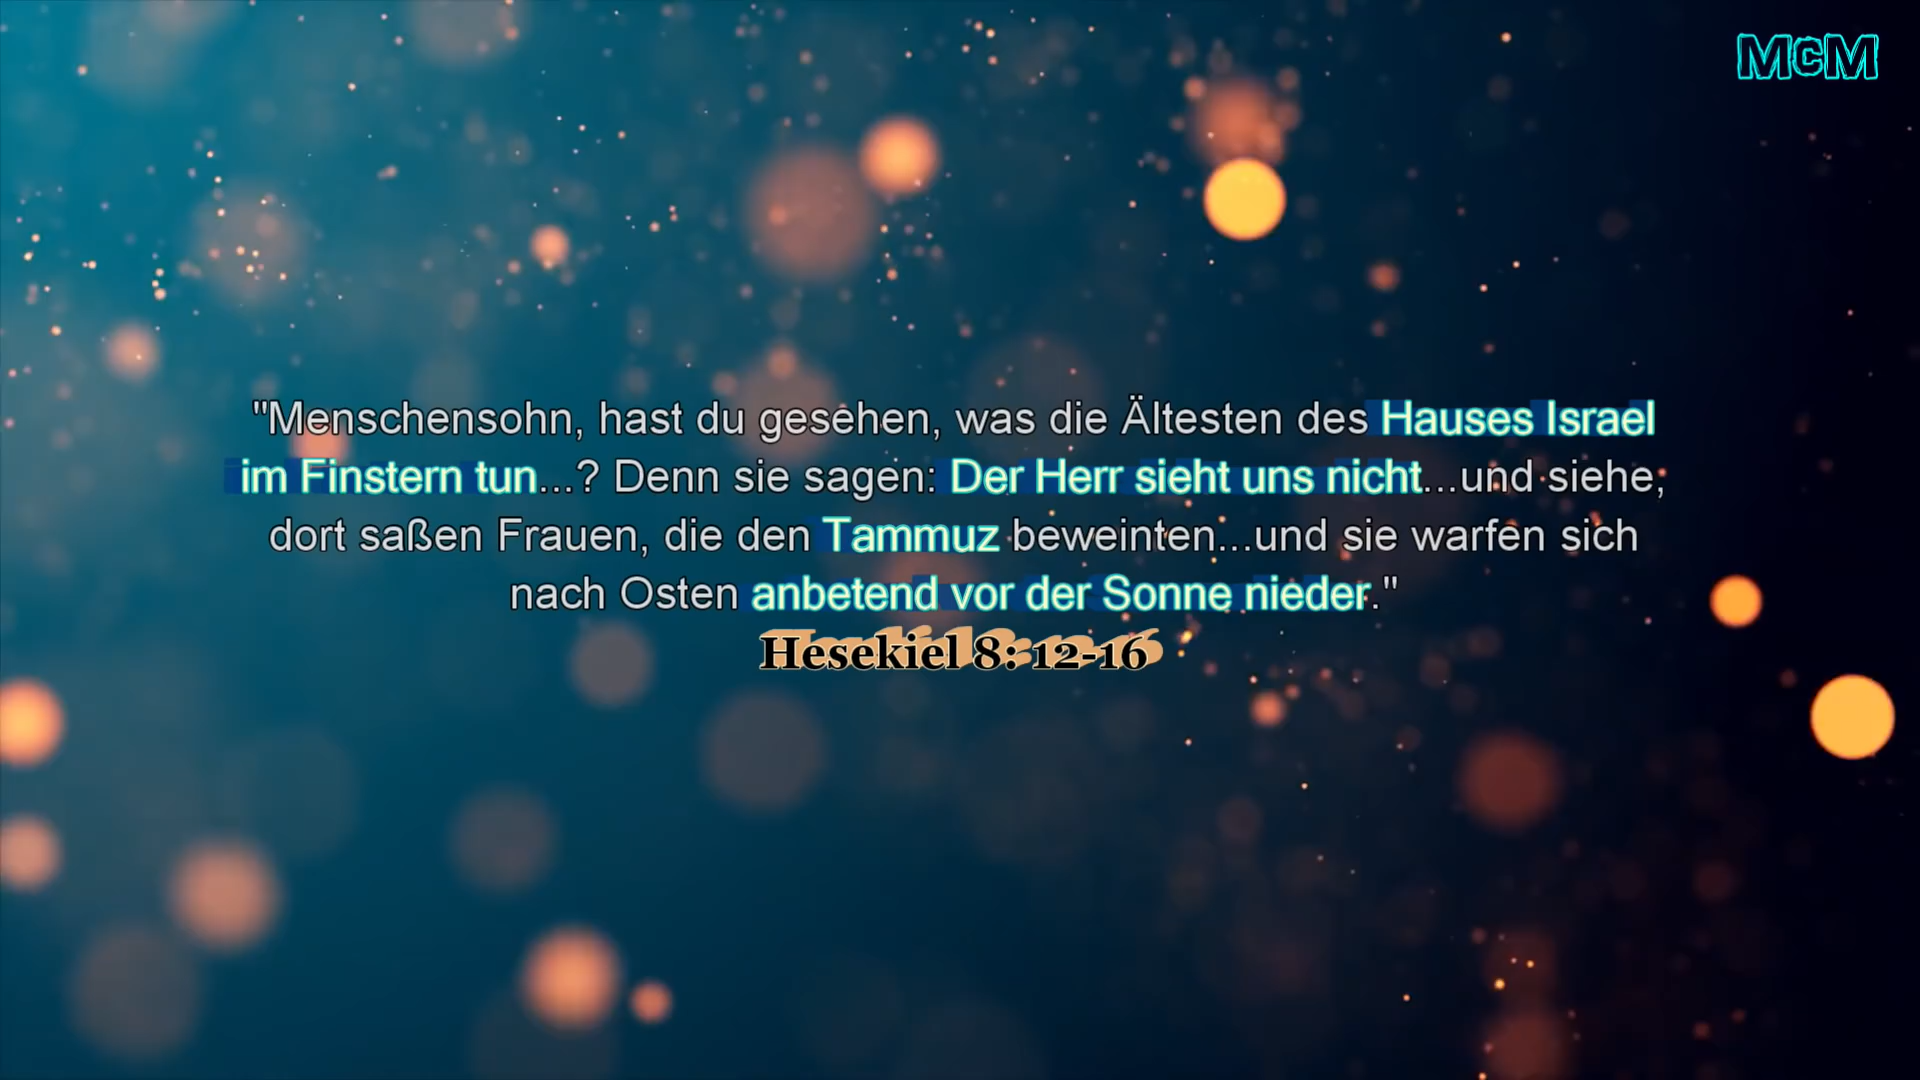 McM
"Menschensohn, hast du gesehen, was die Ältesten des Hauses Israel
im Finstern tun...? Denn sie sagen: Der Herr sieht uns nicht...und siehe,
dort saßen Frauen, die den Tammuz beweinten...und sie warfen sich
nach Osten anbetend vor der Sonne nieder."
Hesekiel 8: 12-16